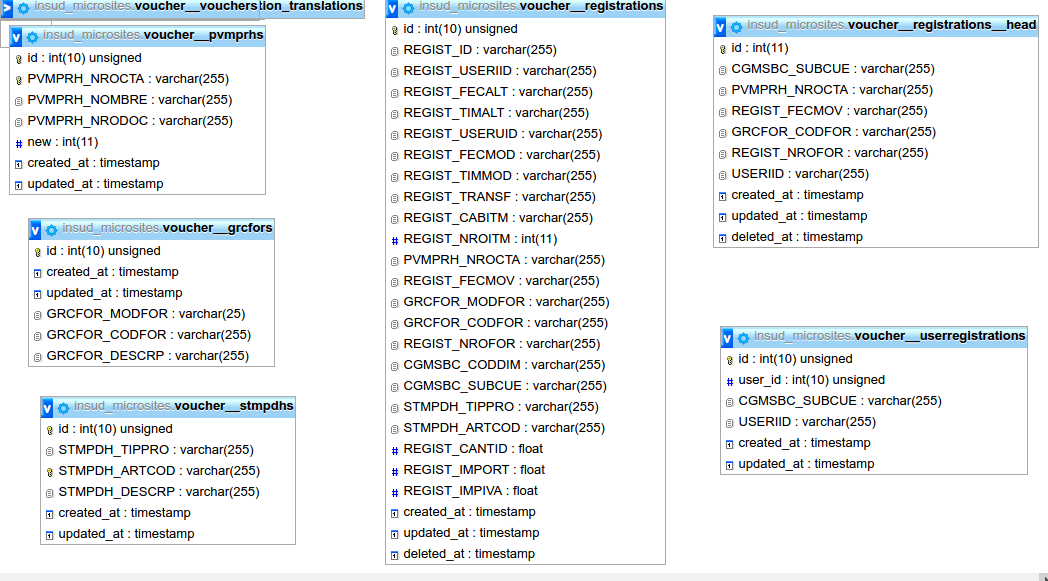 insud_microsites.voucher__vouchers
tion_translations
v insud_microsites.voucher__pvmprhs
id : int(10) unsigned
PVMPRH_NROCTA : varchar(255)
PVMPRH_NOMBRE : varchar(255)
PVMPRH_NRODOC : varchar(255)
# new : int(11)
created_at : timestamp
updated_at : timestamp
v insud_microsites.voucher__grcfors
id : int(10) unsigned
created_at : timestamp
updated_at : timestamp
GRCFOR_MODFOR : varchar(25)
GRCFOR_CODFOR : varchar(255)
GRCFOR_DESCRP : varchar(255)
v insud_microsites.voucher__stmpdhs
id : int(10) unsigned
STMPDH_TIPPRO : varchar(255)
STMPDH_ARTCOD : varchar(255)
STMPDH_DESCRP : varchar(255)
created_at : timestamp
updated_at : timestamp
v insud_microsites.voucher__registrations
id : int(10) unsigned
REGIST_ID : varchar(255)
REGIST_USERIID : varchar(255)
REGIST_FECALT : varchar(255)
REGIST_TIMALT : varchar(255)
REGIST_USERUID : varchar(255)
REGIST_FECMOD : varchar(255)
REGIST_TIMMOD : varchar(255)
REGIST_TRANSF : varchar(255)
REGIST_CABITM : varchar(255)
# REGIST_NROITM : int(11)
PVMPRH_NROCTA : varchar(255)
REGIST_FECMOV : varchar(255)
GRCFOR_MODFOR : varchar(255)
GRCFOR_CODFOR : varchar(255)
REGIST_NROFOR : varchar(255)
CGMSBC_CODDIM : varchar(255)
CGMSBC_SUBCUE : varchar(255)
STMPDH_TIPPRO : varchar(255)
STMPDH_ARTCOD : varchar(255)
# REGIST_CANTID : float
# REGIST_IMPORT : float
# REGIST_IMPIVA : float
created_at : timestamp
updated_at : timestamp
deleted_at : timestamp
v insud_microsites.voucher__registrations__head
id : int(11)
CGMSBC_SUBCUE : varchar(255)
PVMPRH_NROCTA : varchar(255)
REGIST_FECMOV : varchar(255)
GRCFOR_CODFOR : varchar(255)
REGIST_NROFOR : varchar(255)
USERIID : varchar(255)
created_at : timestamp
updated_at : timestamp
deleted_at : timestamp
v insud_microsites.voucher__userregistrations
id : int(10) unsigned
# user_id : int(10) unsigned
CGMSBC_SUBCUE : varchar(255)
USERIID : varchar(255)
created_at : timestamp
updated_at : timestamp